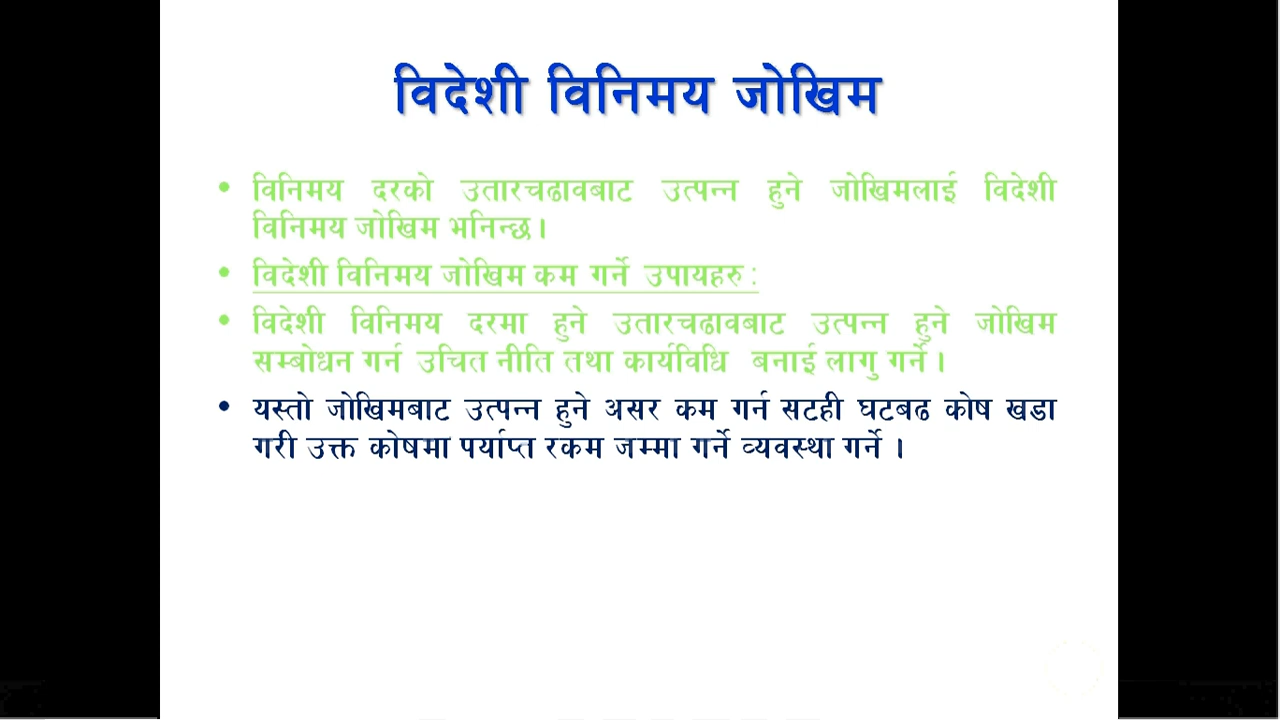 विदेशी विनिमय जोखिम
• विनिमय दरको उतारचढावबाट उत्पन्न हुने जोखिमलाई विदेशी
विनिमय जोखिम भनिन्छ।
• विदेशी विनिमय जोखिम कम गर्ने उपायहरु :
• विदेशी विनिमय दरमा हुने उतारचढावबाट उत्पन्न हुने जोखिम
सम्बोधन गर्न उचित नीति तथा कार्यविधि बनाई लागु गर्ने।
• यस्तो जोखिमबाट उत्पन्न हुने असर कम गर्न सटही घटबढ कोष खडा
गरी उक्त कोषमा पर्याप्त रकम जम्मा गर्ने व्यवस्था गर्ने ।